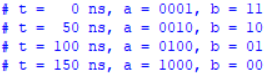 # t =   0 ns, a = 0001, b = 11
# t =  50 ns, a = 0010, b = 10
# t = 100 ns, a = 0100, b = 01
# t = 150 ns, a = 1000, b = 00